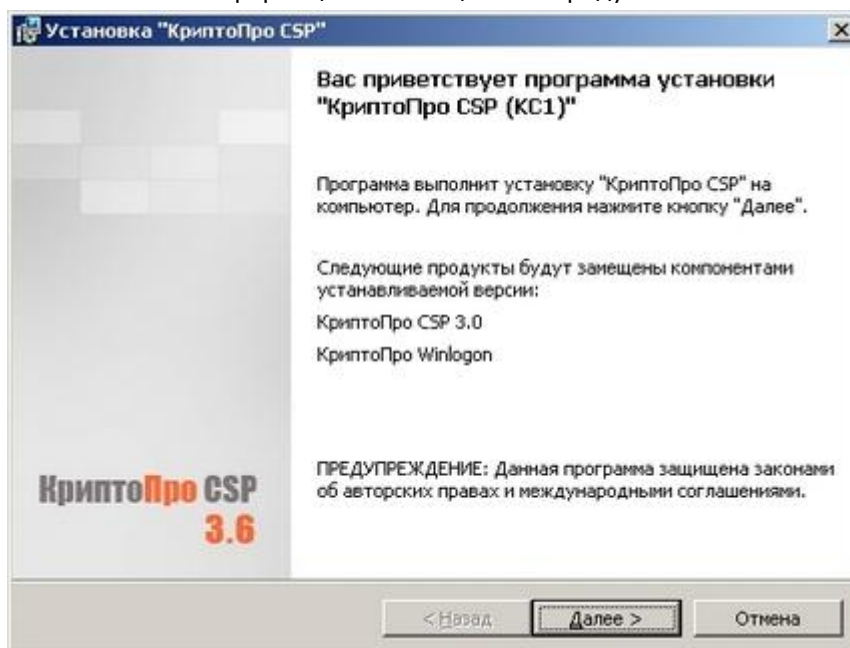 Установка "КриптоПро CSP"
Вас приветствует программа установки
"КриптоПро CSP (КС1)"
Программа выполнит установку "КриптоПро CSP" на
компьютер. Для продолжения нажмите кнопку "Далее".
Следующие продукты будут замещены компонентами
устанавливаемой версии:
КриптоПро CSP 3.0
КриптоПро Winlogon
ПРЕДУПРЕЖДЕНИЕ: Данная программа защищена законами
об авторских правах и международными соглашениями.
КриптоПро CSP
3.6
< Назад
Далее >
Отмена